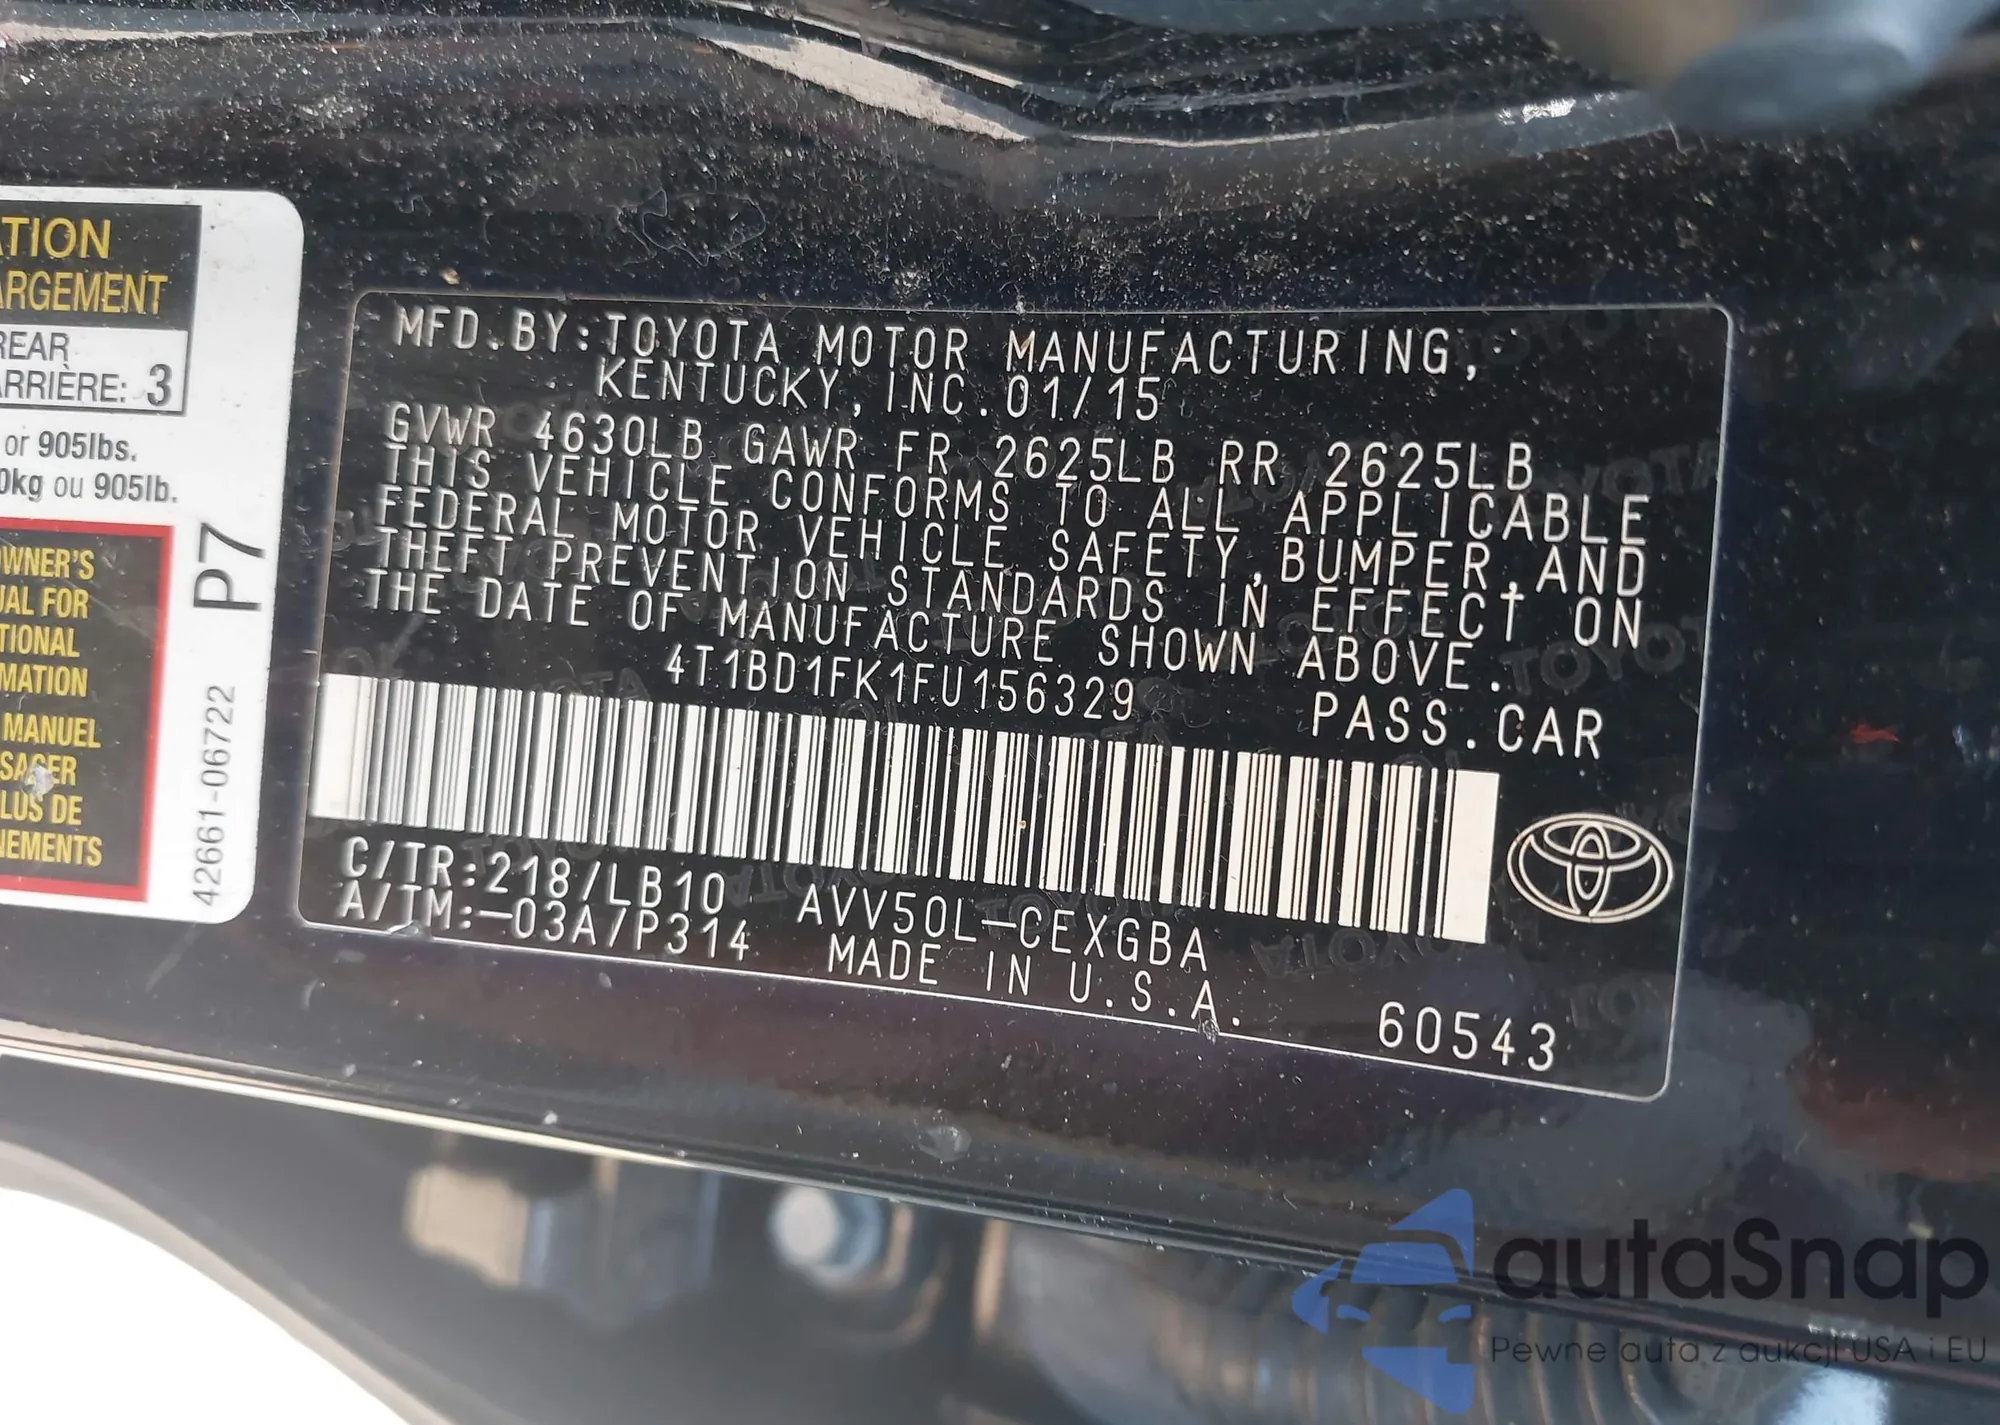 ATION
ARGEMENT
REAR
ARRIÈRE: 3
or 905lbs.
0kg ou 905lb.
OWNER'S
UAL FOR
TIONAL
MATION
MANUEL
SAGER
LUS DE
NEMENTS
42661-06722 P7
MFD.BY:TOYOTA MOTOR MANUFACTURING,
KENTUCKY,INC.01/15
GVWR 4630LB GAWR FR 2625LB RR 2625LB
THIS VEHICLE CONFORMS TO ALL APPLICABLE
FEDERAL MOTOR VEHICLE SAFETY,BUMPER,AND
THEFT PREVENTION STANDARDS IN EFFECT ON
THE DATE OF MANUFACTURE SHOWN ABOVE.
4T1BD1FK1FU156329 PASS.CAR
C/TR:218/LB10 AVV50L-CEXGBA
A/TM:-03A/P314 MADE IN U.S.A. 60543
autaSnap
Pewne auta z aukcji USA i EU